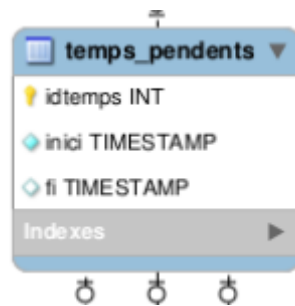 temps_pendents
idtemps INT
inici TIMESTAMP
fi TIMESTAMP
Indexes